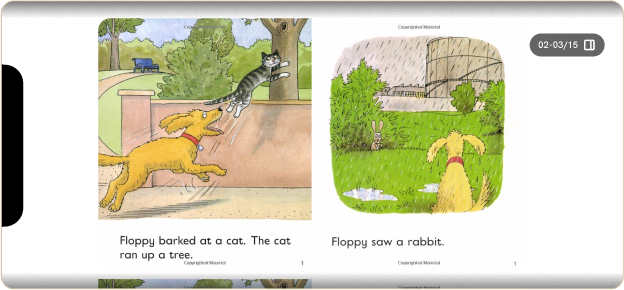 Copyrighted Material
Copyrighted Material
02-03/15
Floppy barked at a cat. The cat
ran up a tree.
Copyrighted Material
1
Floppy saw a rabbit.
Copyrighted Material
1